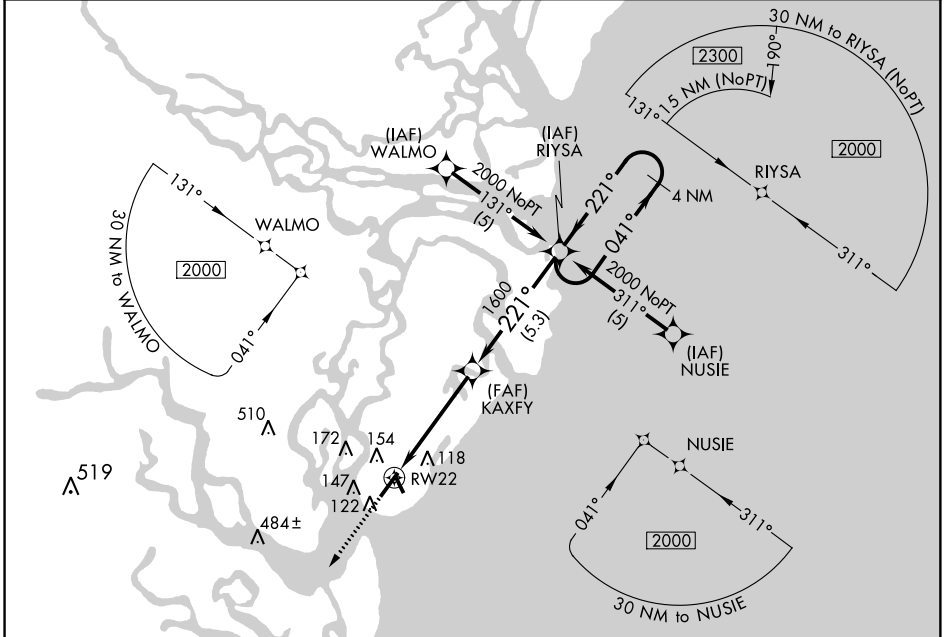 30 NM to RIYSA (NoPT)
2300
190°
15 NM (NoPT)
131°
2000
RIYSA
311°
(IAF)
WALMO
2000 NoPT
131°
(5)
(IAF)
RIYSA
221°
041°
4 NM
2000 NoPT
311°
(5)
(IAF)
NUSIE
131°
WALMO
2000
041°
30 NM to WALMO
1600
221°
(5.3)
(FAF)
KAXFY
510
172
154
118
519
147
RW22
122
484±
NUSIE
041°
311°
2000
30 NM to NUSIE